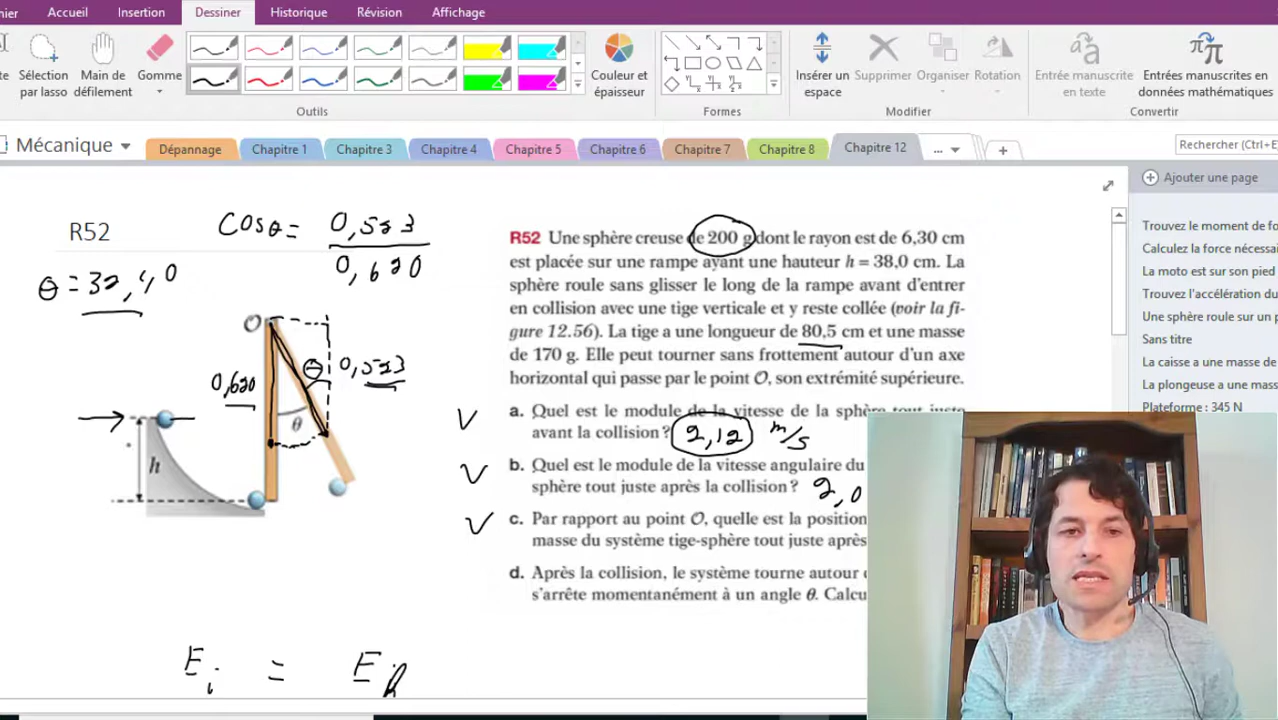 Accueil Insertion Dessiner Historique Révision Affichage
Sélection par lasso
Main de défilement
Gomme
Couleur et épaisseur
Insérer un espace
Supprimer
Organiser
Rotation
Entrée manuscrite en texte
Entrées manuscrites en données mathématiques
Outils Formes Modifier Convertir
Mécanique
Dépannage Chapitre 1 Chapitre 3 Chapitre 4 Chapitre 5 Chapitre 6 Chapitre 7 Chapitre 8 Chapitre 12 ... +
Rechercher (Ctrl+E
Ajouter une page
Trouvez le moment de fo
Calculez la force nécessai
La moto est sur son pied
Trouvez l'accélération du
Une sphère roule sur un p
Sans titre
La caisse a une masse de
La plongeuse a une mass
Plateforme : 345 N
R52
cosθ = 0,523
0,620
θ = 32,4°
O
θ 0,523
0,620
θ
h
R52 Une sphère creuse de 200 g dont le rayon est de 6,30 cm
est placée sur une rampe ayant une hauteur h = 38,0 cm. La
sphère roule sans glisser le long de la rampe avant d'entrer
en collision avec une tige verticale et y reste collée (voir la fi-
gure 12.56). La tige a une longueur de 80,5 cm et une masse
de 170 g. Elle peut tourner sans frottement autour d'un axe
horizontal qui passe par le point O, son extrémité supérieure.
a. Quel est le module de la vitesse de la sphère tout juste
avant la collision ? 2,12 m/s
b. Quel est le module de la vitesse angulaire du
sphère tout juste après la collision ? 2,0
c. Par rapport au point O, quelle est la position
masse du système tige-sphère tout juste après
d. Après la collision, le système tourne autour
s'arrête momentanément à un angle θ. Calcu
Ei =